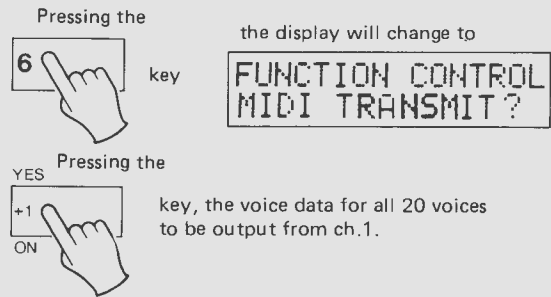 Pressing the
6
key
the display will change to
FUNCTION CONTROL
MIDI TRANSMIT?
Pressing the
YES
+1
ON
key, the voice data for all 20 voices
to be output from ch.1.